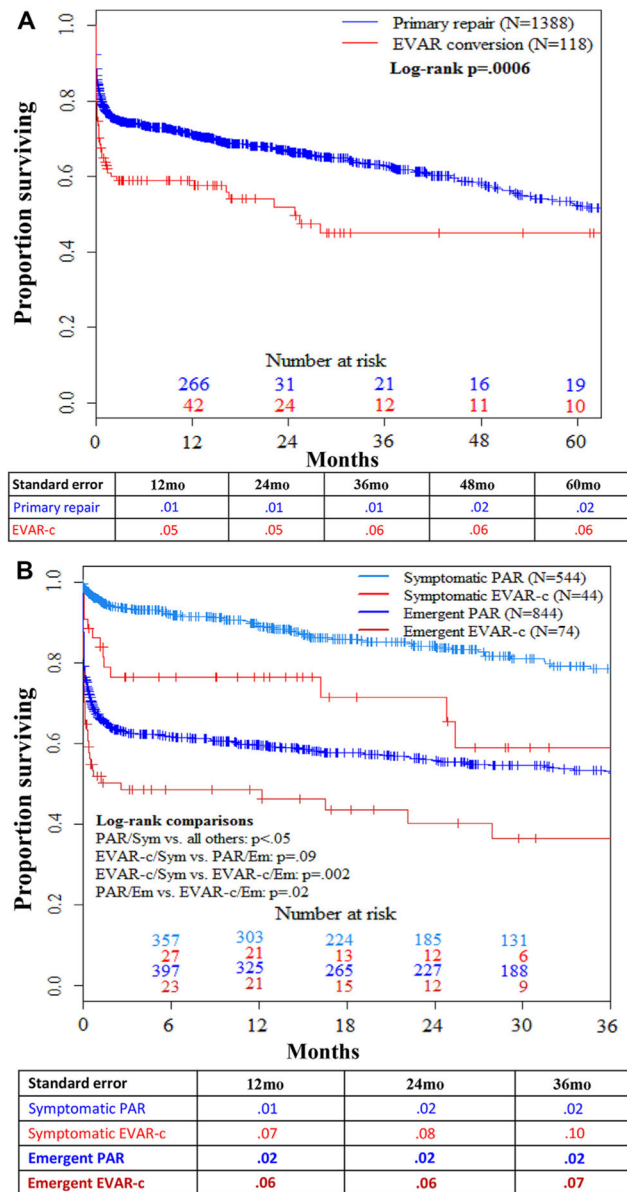 A
Primary repair (N=1388)
EVAR conversion (N=118)
Log-rank p=.0006
Proportion surviving
1.0
0.8
0.6
0.4
0.2
0.0
Number at risk
266 31 21 16 19
42 24 12 11 10
0 12 24 36 48 60
Months
Standard error 12mo 24mo 36mo 48mo 60mo
Primary repair .01 .01 .01 .02 .02
EVAR-c .05 .05 .06 .06 .06
B
Symptomatic PAR (N=544)
Symptomatic EVAR-c (N=44)
Emergent PAR (N=844)
Emergent EVAR-c (N=74)
Proportion surviving
1.0
0.8
0.6
0.4
0.2
0.0
Log-rank comparisons
PAR/Sym vs. all others: p<.05
EVAR-c/Sym vs. PAR/Em: p=.09
EVAR-c/Sym vs. EVAR-c/Em: p=.002
PAR/Em vs. EVAR-c/Em: p=.02
Number at risk
357 303 224 185 131
27 21 13 12 6
397 325 265 227 188
23 21 15 12 9
0 6 12 18 24 30 36
Months
Standard error 12mo 24mo 36mo
Symptomatic PAR .01 .02 .02
Symptomatic EVAR-c .07 .08 .10
Emergent PAR .02 .02 .02
Emergent EVAR-c .06 .06 .07